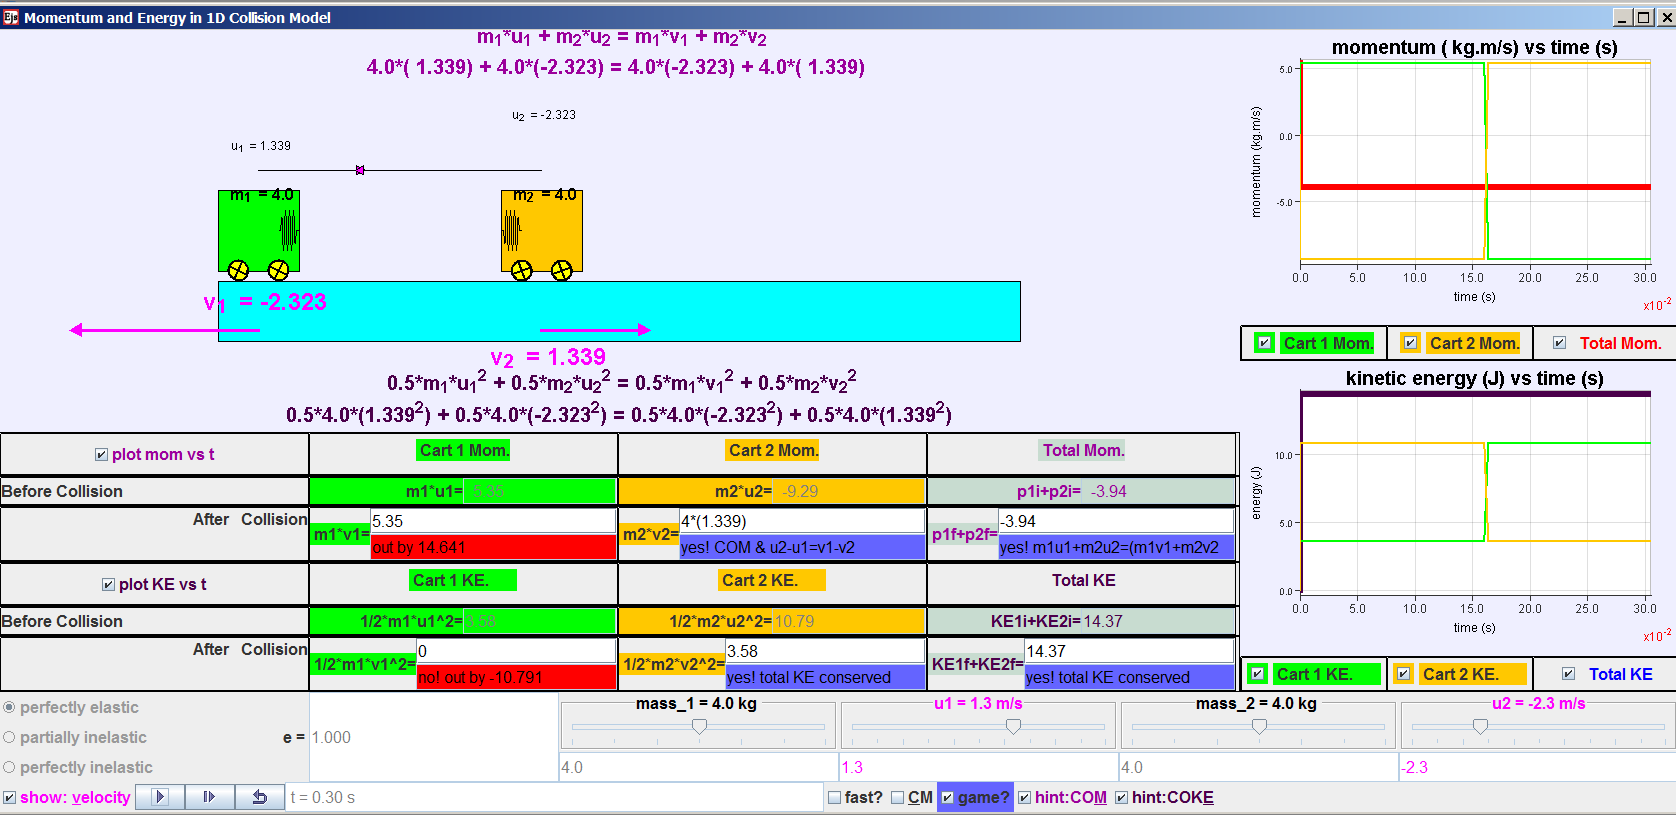 Ejs Momentum and Energy in 1D Collision Model
m1*u1 + m2*u2 = m1*v1 + m2*v2
4.0*( 1.339) + 4.0*(-2.323) = 4.0*(-2.323) + 4.0*( 1.339)
u2 = -2.323
u1 = 1.339
m1 = 4.0
m2 = 4.0
v1 = -2.323
v2 = 1.339
0.5*m1*u1² + 0.5*m2*u2² = 0.5*m1*v1² + 0.5*m2*v2²
0.5*4.0*(1.339²) + 0.5*4.0*(-2.323²) = 0.5*4.0*(-2.323²) + 0.5*4.0*(1.339²)
momentum ( kg.m/s) vs time (s)
momentum (kg.m/s)
5.0
0.0
-5.0
0.0 5.0 10.0 15.0 20.0 25.0 30.0
time (s)
x10⁻²
Cart 1 Mom. Cart 2 Mom. Total Mom.
kinetic energy (J) vs time (s)
energy (J)
10.0
5.0
0.0
0.0 5.0 10.0 15.0 20.0 25.0 30.0
time (s)
x10⁻²
Cart 1 KE. Cart 2 KE. Total KE
plot mom vs t Cart 1 Mom. Cart 2 Mom. Total Mom.
Before Collision m1*u1= 5.35 m2*u2= -9.29 p1i+p2i= -3.94
After Collision m1*v1= 5.35 m2*v2= 4*(1.339) p1f+p2f= -3.94
out by 14.641 yes! COM & u2-u1=v1-v2 yes! m1u1+m2u2=(m1v1+m2v2
plot KE vs t Cart 1 KE. Cart 2 KE. Total KE
Before Collision 1/2*m1*u1^2= 3.58 1/2*m2*u2^2= 10.79 KE1i+KE2i= 14.37
After Collision 1/2*m1*v1^2= 0 1/2*m2*v2^2= 3.58 KE1f+KE2f= 14.37
no! out by -10.791 yes! total KE conserved yes! total KE conserved
perfectly elastic
partially inelastic
perfectly inelastic
e = 1.000
mass_1 = 4.0 kg u1 = 1.3 m/s mass_2 = 4.0 kg u2 = -2.3 m/s
4.0 1.3 4.0 -2.3
show: velocity t = 0.30 s fast? CM game? hint:COM hint:COKE